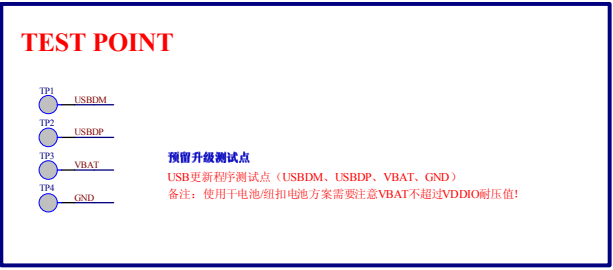 TEST POINT
TP1
USBDM
TP2
USBDP
TP3
VBAT
TP4
GND
预留升级测试点
USB更新程序测试点（USBDM、USBDP、VBAT、GND）
备注：使用干电池/纽扣电池方案需要注意VBAT不超过VDDIO耐压值!